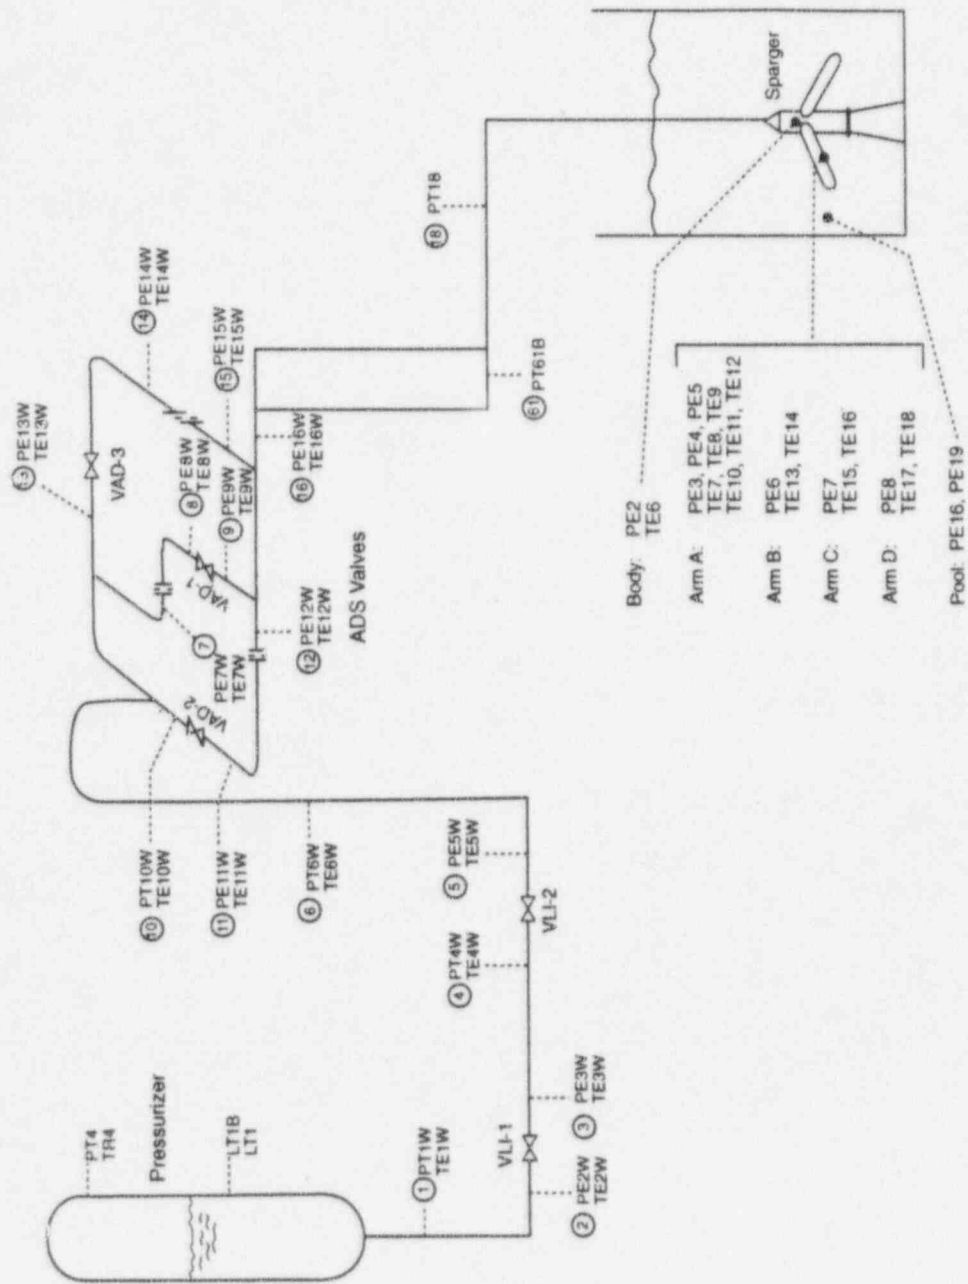 PT4
TR4
Pressurizer
LT1B
LT1
1 PT1W
TE1W
2 PE2W
TE2W
VLI-1
3 PE3W
TE3W
4 PT4W
TE4W
VLI-2
5 PE5W
TE5W
6 PT6W
TE6W
10 PT10W
TE10W
11 PE11W
TE11W
VAD-2
7
PE7W
TE7W
VAD-1
8 PE8W
TE8W
9 PE9W
TE9W
12 PE12W
TE12W
ADS Valves
13 PE13W
TE13W
VAD-3
14 PE14W
TE14W
15 PE15W
TE15W
16 PE16W
TE16W
61 PT61B
18 PT18
Sparger
Body: PE2
TE6
Arm A: PE3, PE4, PE5
TE7, TE8, TE9
TE10, TE11, TE12
Arm B: PE6
TE13, TE14
Arm C: PE7
TE15, TE16
Arm D: PE8
TE17, TE18
Pool: PE16, PE19